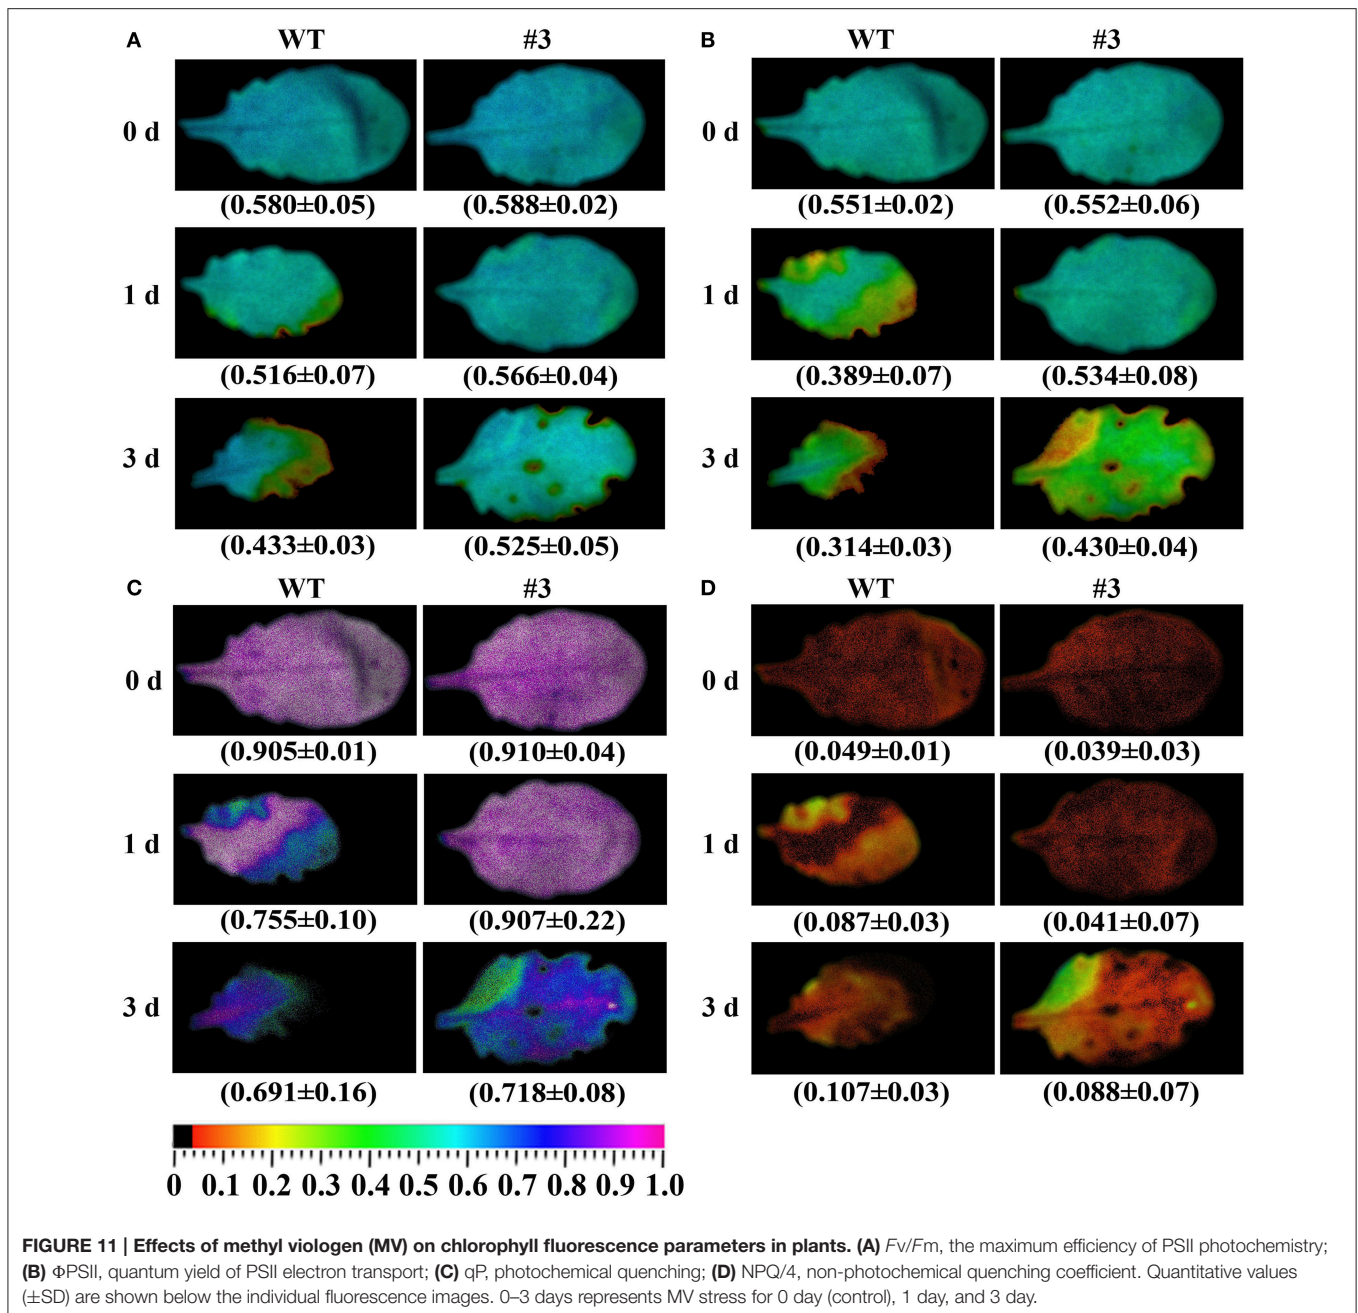 A WT #3
0 d
(0.580±0.05) (0.588±0.02)
1 d
(0.516±0.07) (0.566±0.04)
3 d
(0.433±0.03) (0.525±0.05)
B WT #3
0 d
(0.551±0.02) (0.552±0.06)
1 d
(0.389±0.07) (0.534±0.08)
3 d
(0.314±0.03) (0.430±0.04)
C WT #3
0 d
(0.905±0.01) (0.910±0.04)
1 d
(0.755±0.10) (0.907±0.22)
3 d
(0.691±0.16) (0.718±0.08)
D WT #3
0 d
(0.049±0.01) (0.039±0.03)
1 d
(0.087±0.03) (0.041±0.07)
3 d
(0.107±0.03) (0.088±0.07)
0 0.1 0.2 0.3 0.4 0.5 0.6 0.7 0.8 0.9 1.0
FIGURE 11 | Effects of methyl viologen (MV) on chlorophyll fluorescence parameters in plants. (A) Fv/Fm, the maximum efficiency of PSII photochemistry;
(B) ΦPSII, quantum yield of PSII electron transport; (C) qP, photochemical quenching; (D) NPQ/4, non-photochemical quenching coefficient. Quantitative values
(±SD) are shown below the individual fluorescence images. 0–3 days represents MV stress for 0 day (control), 1 day, and 3 day.